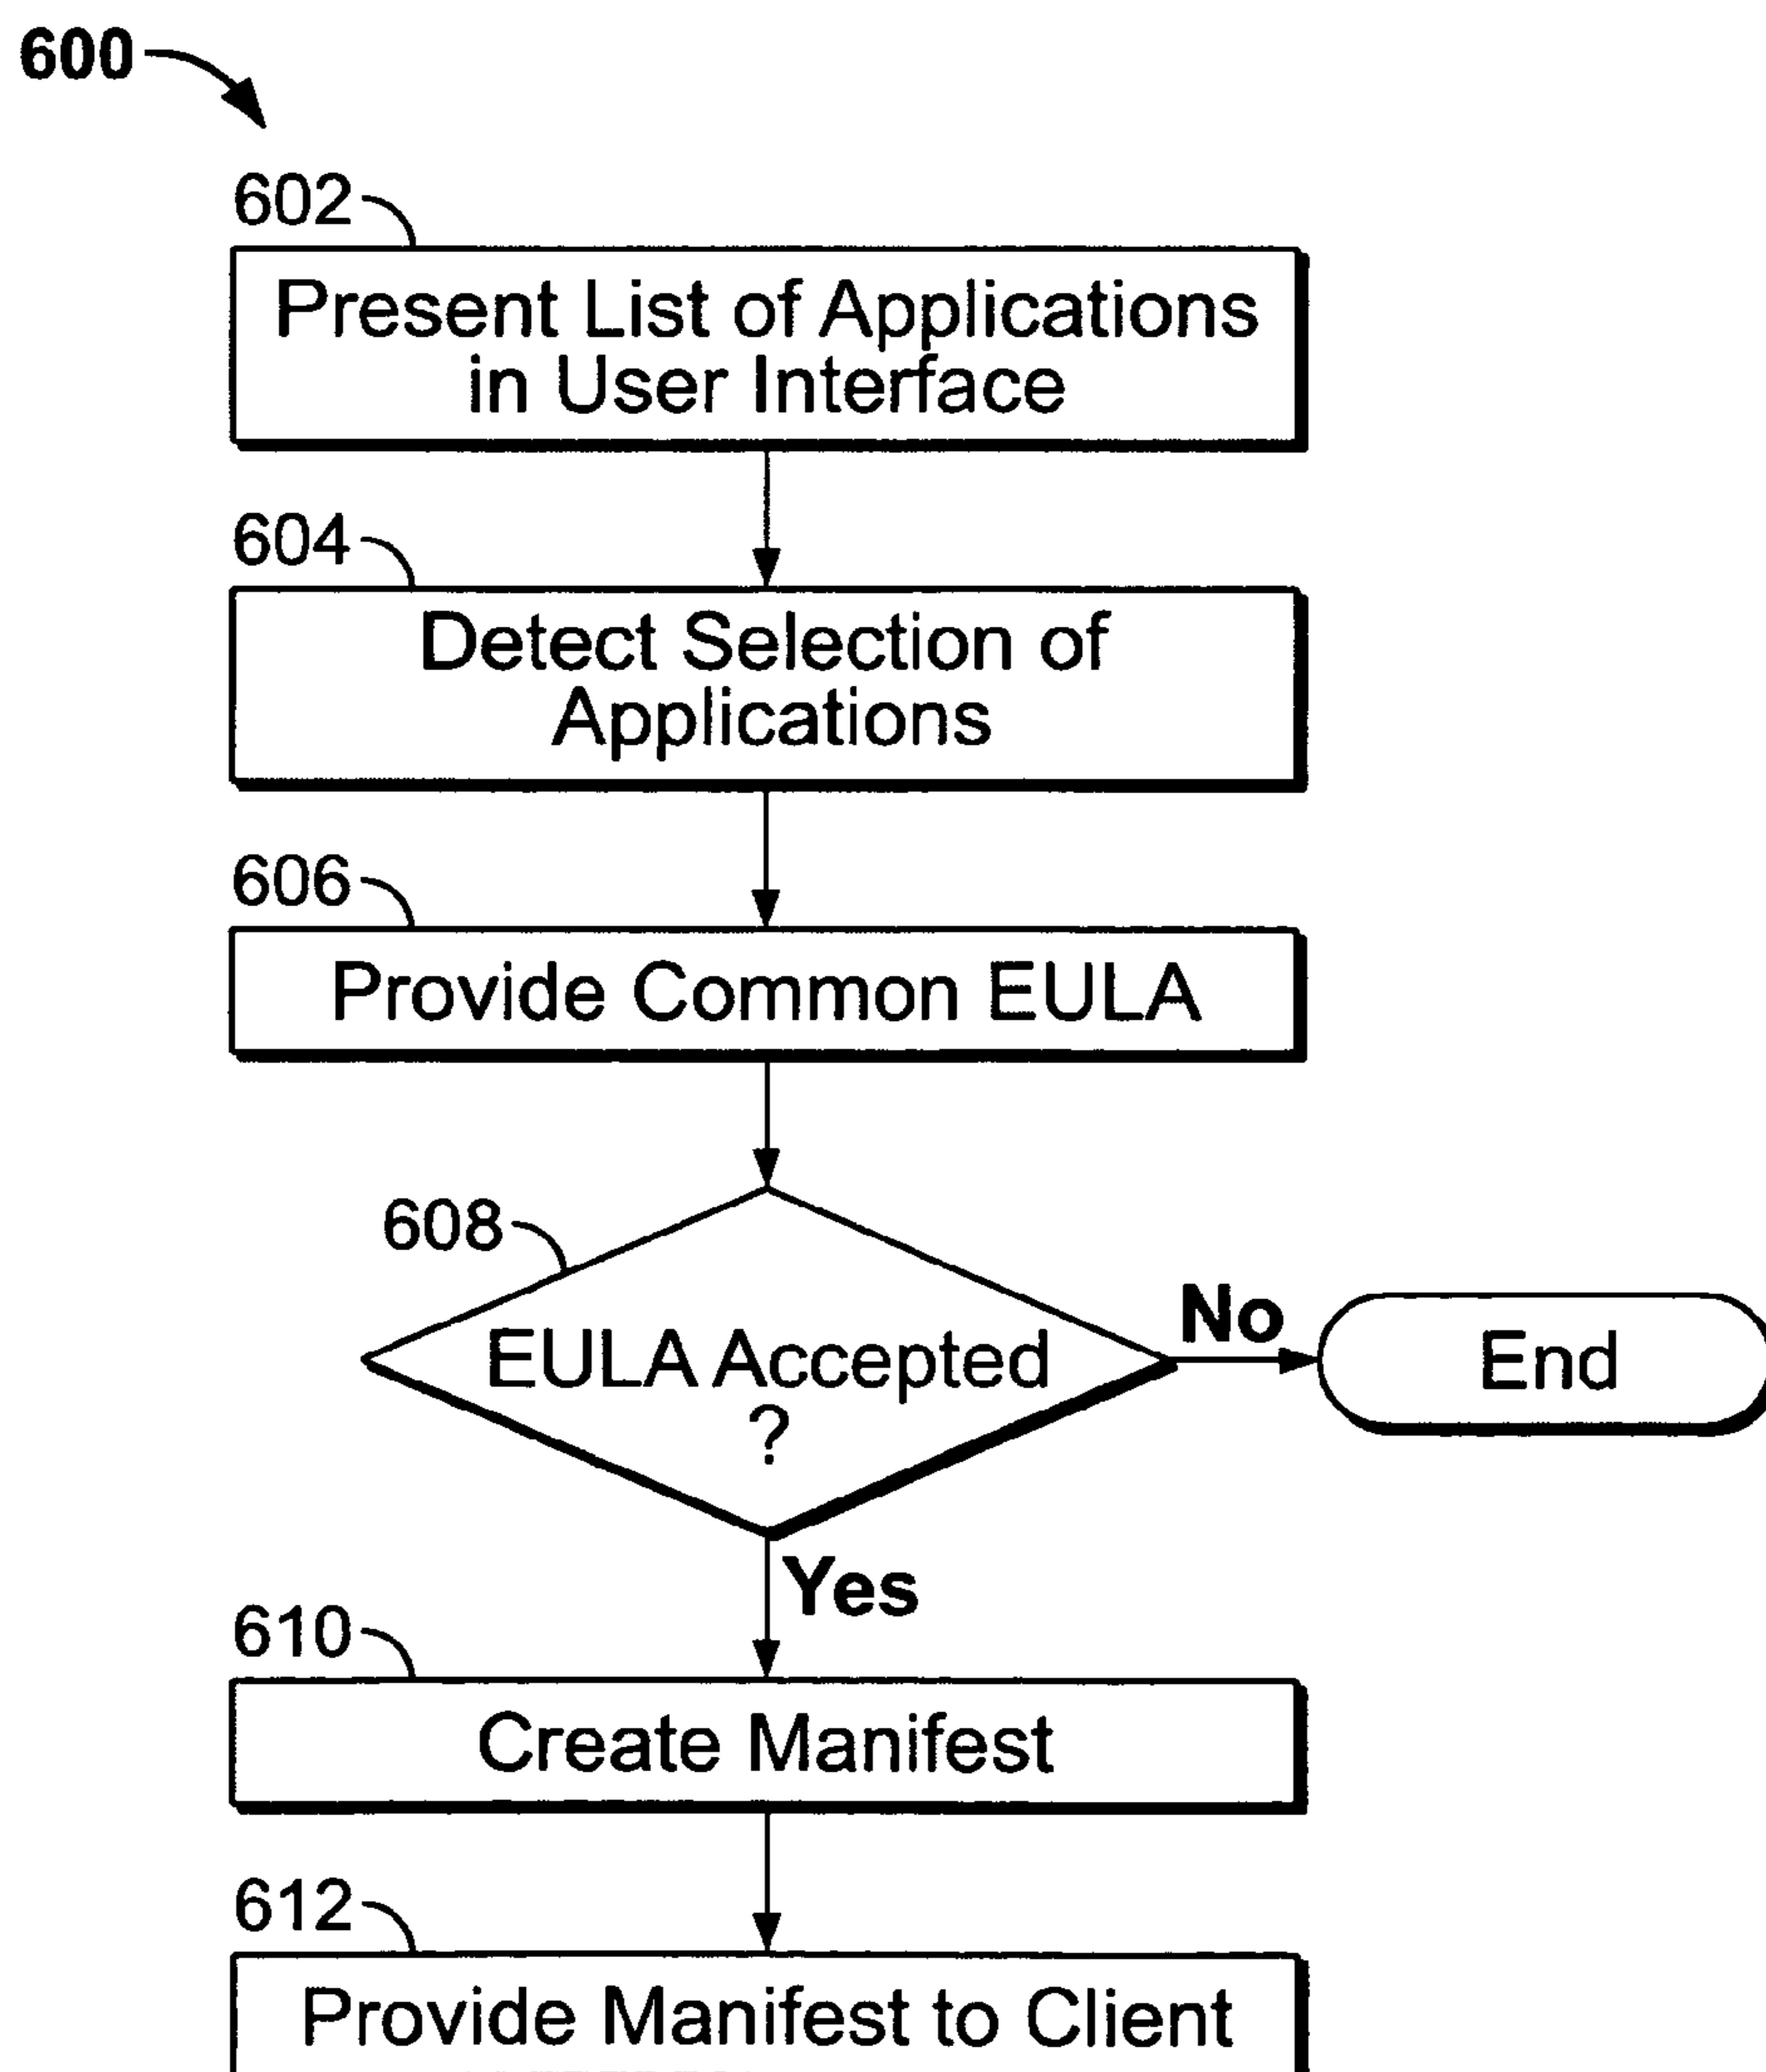 600
602
Present List of Applications
in User Interface
604
Detect Selection of
Applications
606
Provide Common EULA
608
EULA Accepted
?
No
End
Yes
610
Create Manifest
612
Provide Manifest to Client